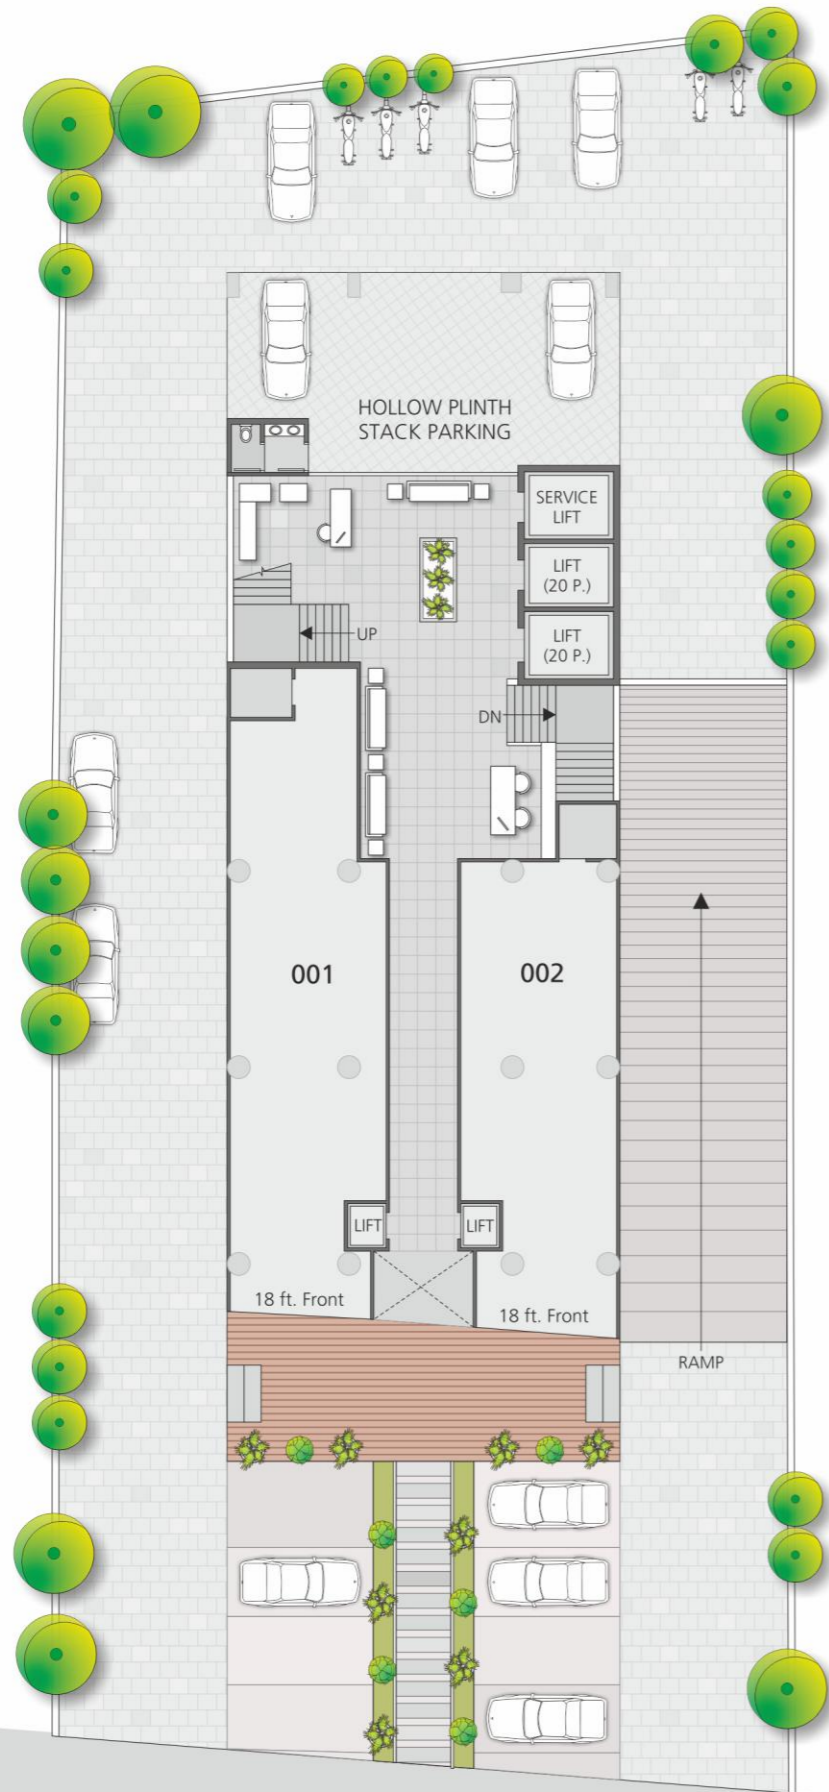 HOLLOW PLINTH
STACK PARKING
SERVICE
LIFT
LIFT
(20 P.)
UP
LIFT
(20 P.)
DN
001
002
LIFT
LIFT
18 ft. Front
18 ft. Front
RAMP